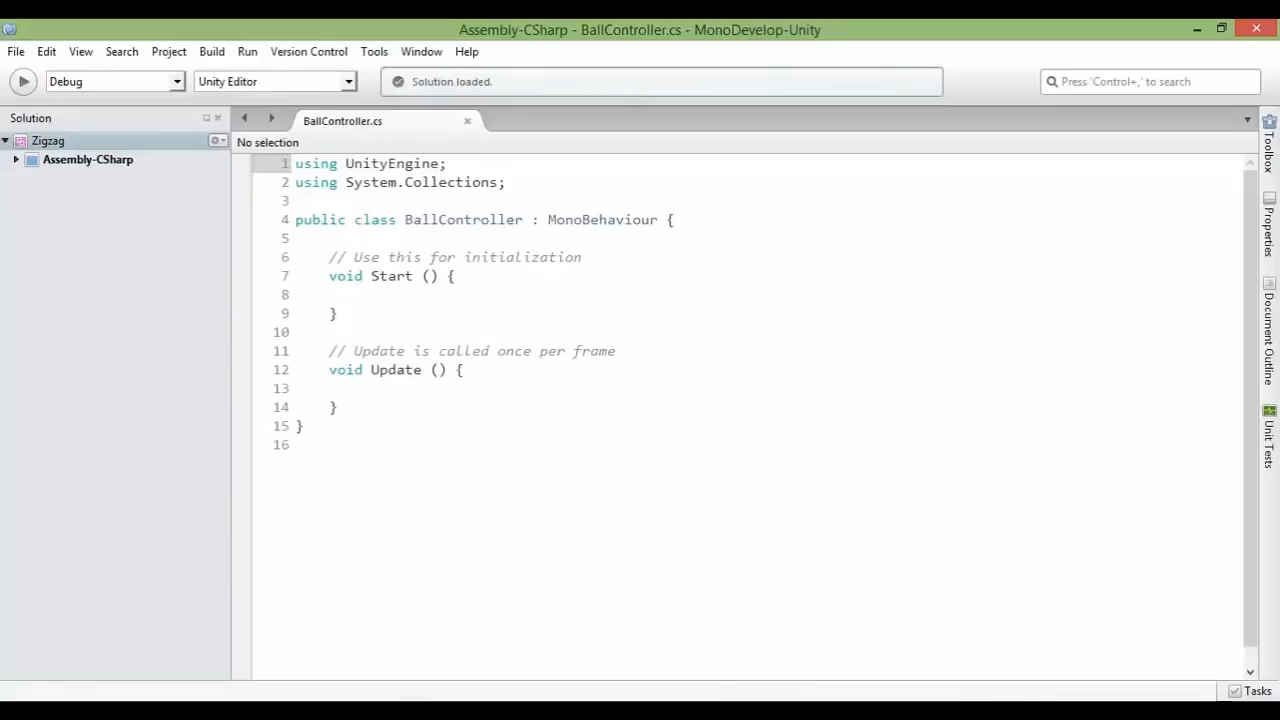 Assembly-CSharp - BallController.cs - MonoDevelop-Unity
File Edit View Search Project Build Run Version Control Tools Window Help
Debug Unity Editor Solution loaded. Press 'Control+,' to search
Solution BallController.cs
Zigzag No selection
Assembly-CSharp
1 using UnityEngine;
2 using System.Collections;
3
4 public class BallController : MonoBehaviour {
5
6 // Use this for initialization
7 void Start () {
8
9 }
10
11 // Update is called once per frame
12 void Update () {
13
14 }
15 }
16
Toolbox
Properties
Document Outline
Unit Tests
Tasks